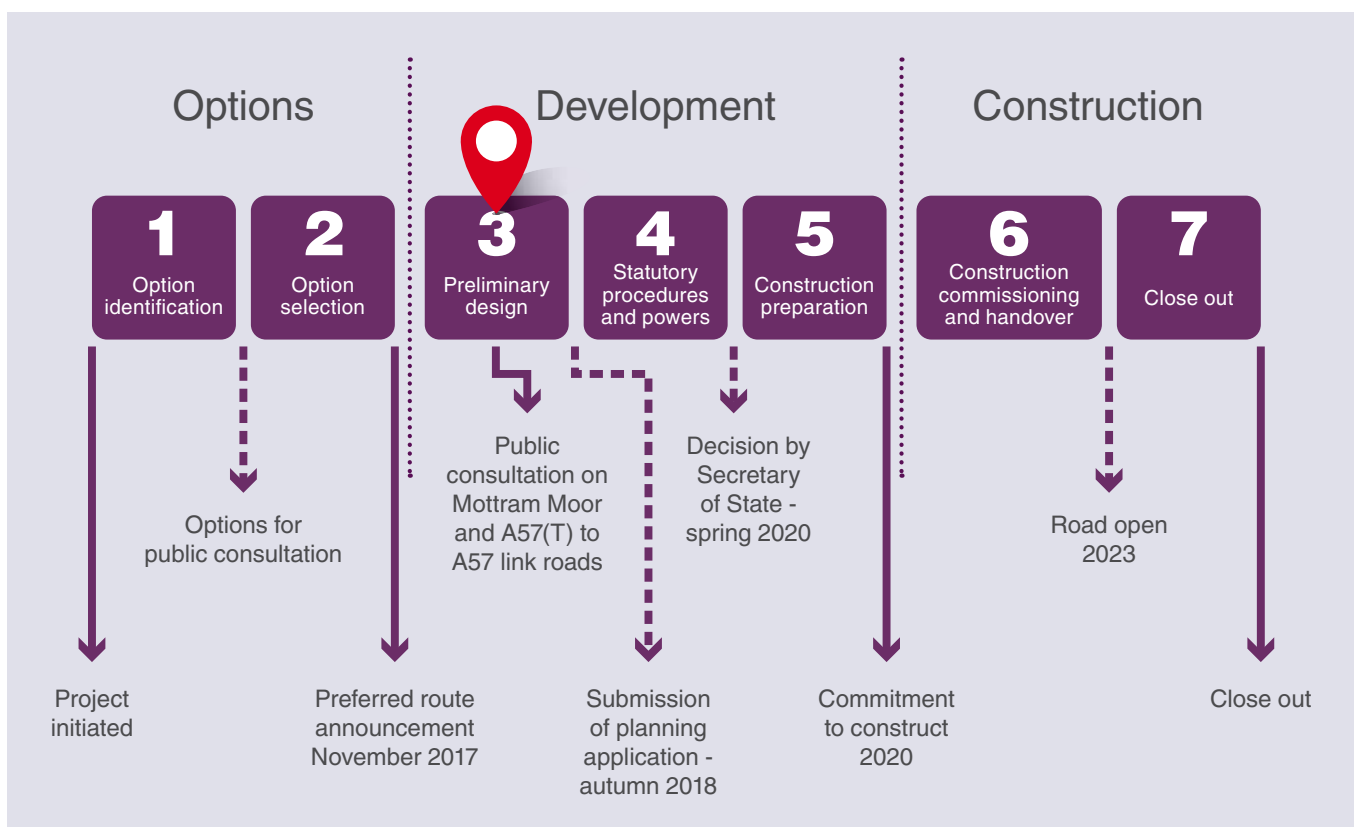 Options
Development
Construction
1
Option
identification
2
Option
selection
3
Preliminary
design
4
Statutory
procedures
and powers
5
Construction
preparation
6
Construction
commissioning
and handover
7
Close out
Options for
public consultation
Public
consultation on
Mottram Moor
and A57(T) to
A57 link roads
Decision by
Secretary
of State -
spring 2020
Road open
2023
Project
initiated
Preferred route
announcement
November 2017
Submission
of planning
application -
autumn 2018
Commitment
to construct
2020
Close out